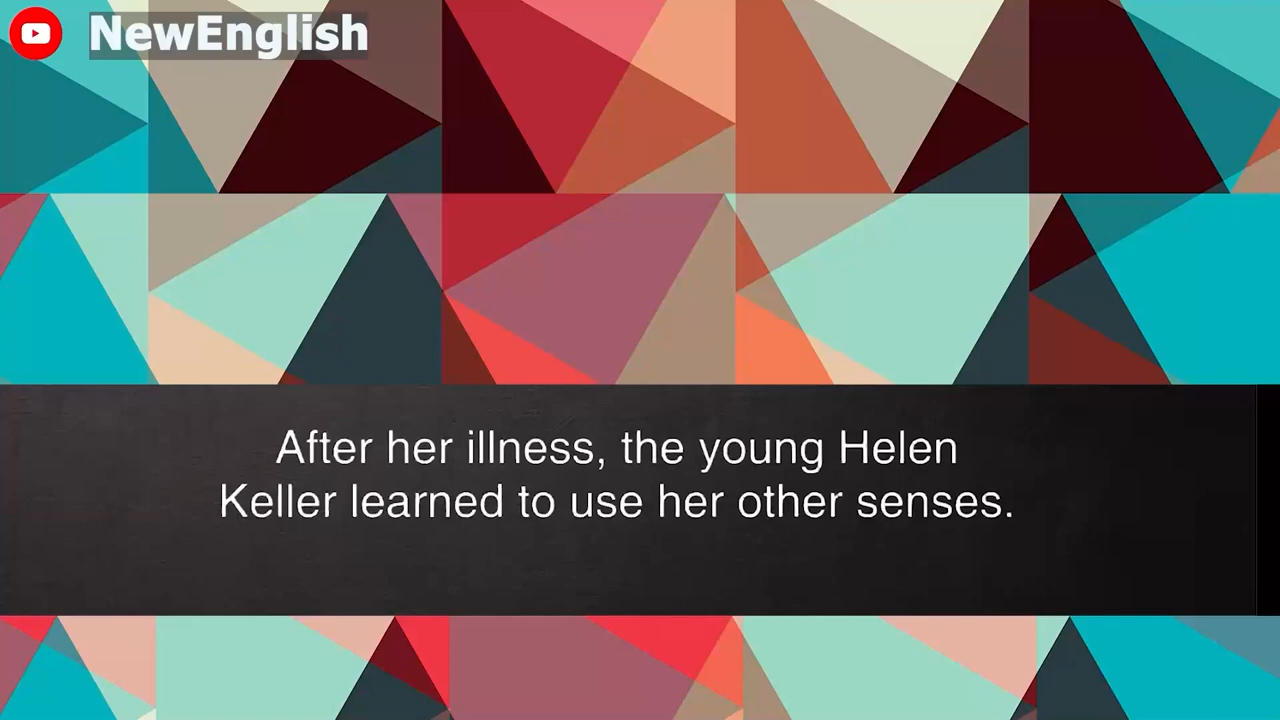 NewEnglish
After her illness, the young Helen
Keller learned to use her other senses.